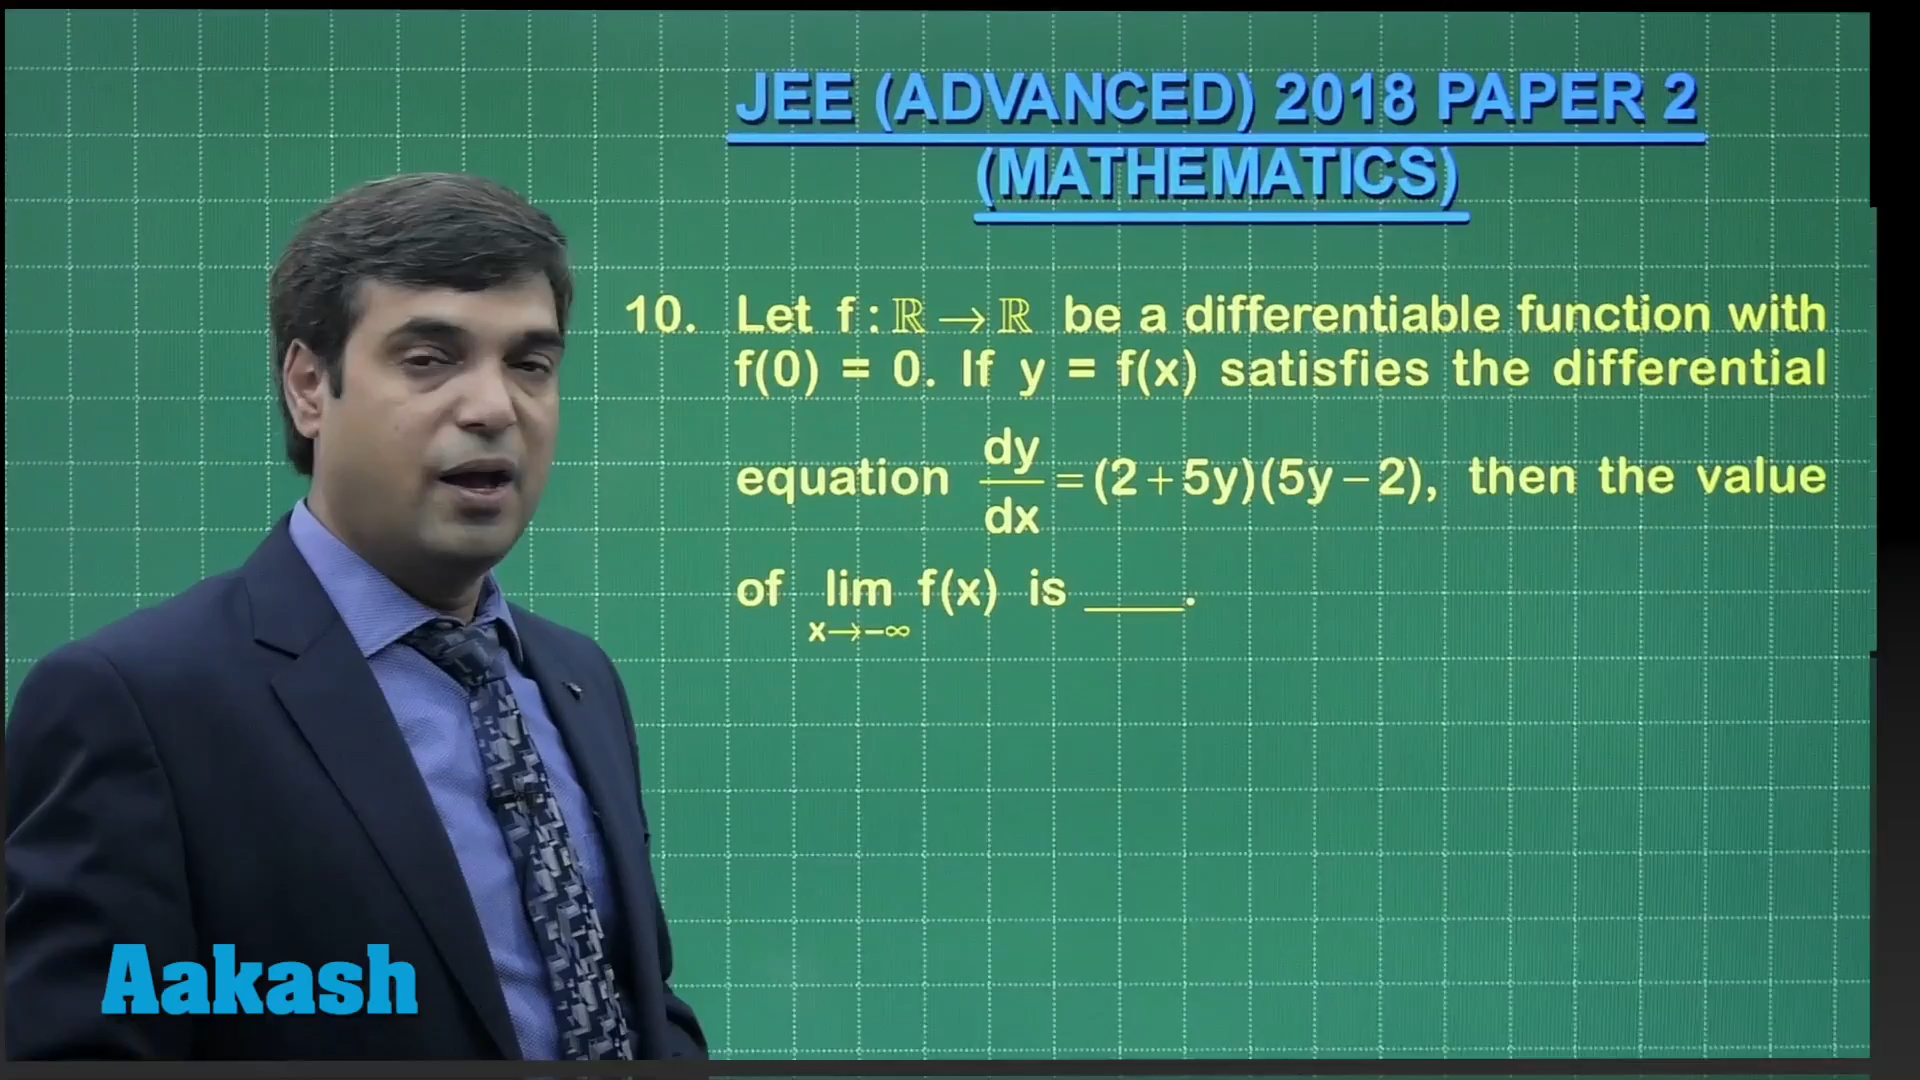 JEE (ADVANCED) 2018 PAPER 2
(MATHEMATICS)
10. Let f : ℝ → ℝ be a differentiable function with
f(0) = 0. If y = f(x) satisfies the differential
equation dy/dx = (2 + 5y)(5y – 2), then the value
of lim x→–∞ f(x) is ____.
Aakash